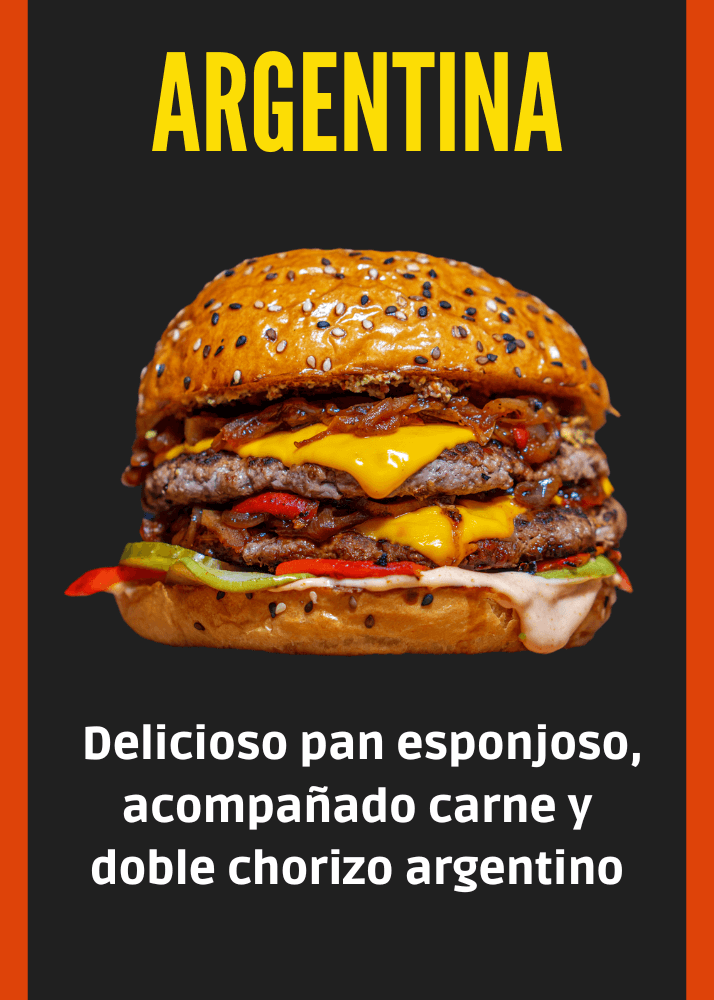 ARGENTINA
Delicioso pan esponjoso,
acompañado carne y
doble chorizo argentino